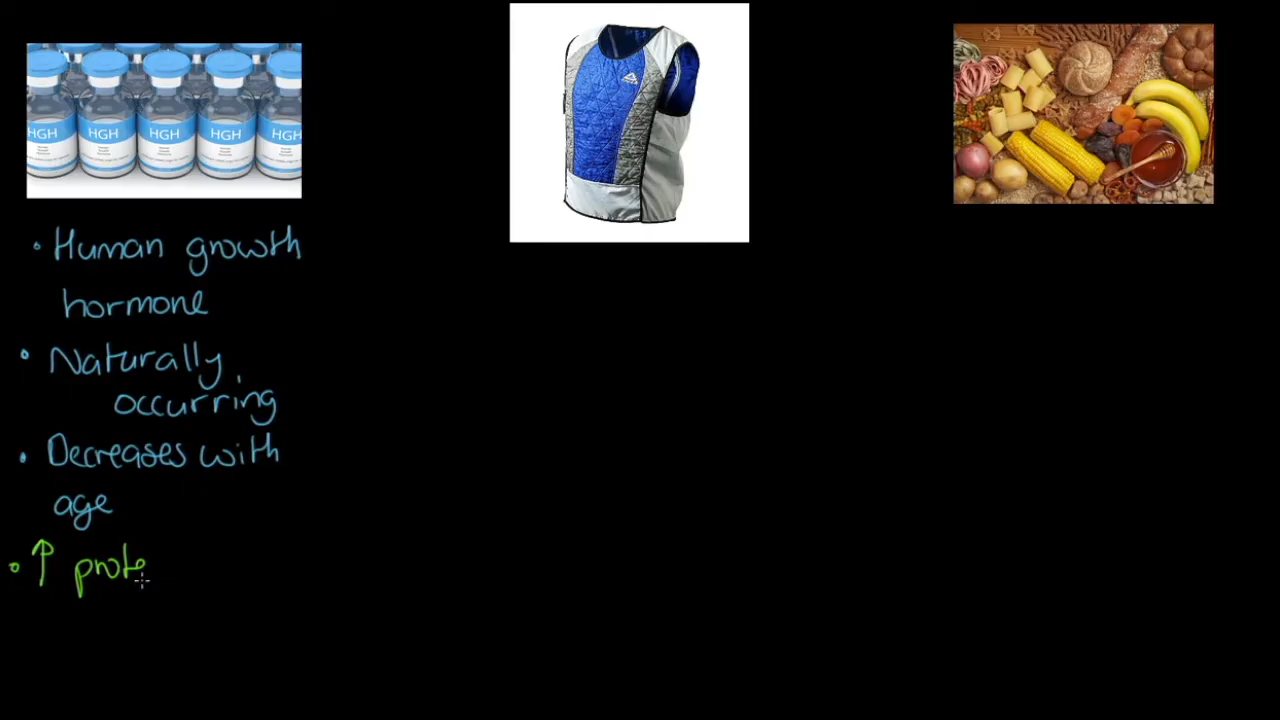 HGH HGH HGH HGH HGH
• Human growth
hormone
• Naturally
occurring
• Decreases with
age
• ↑ prote